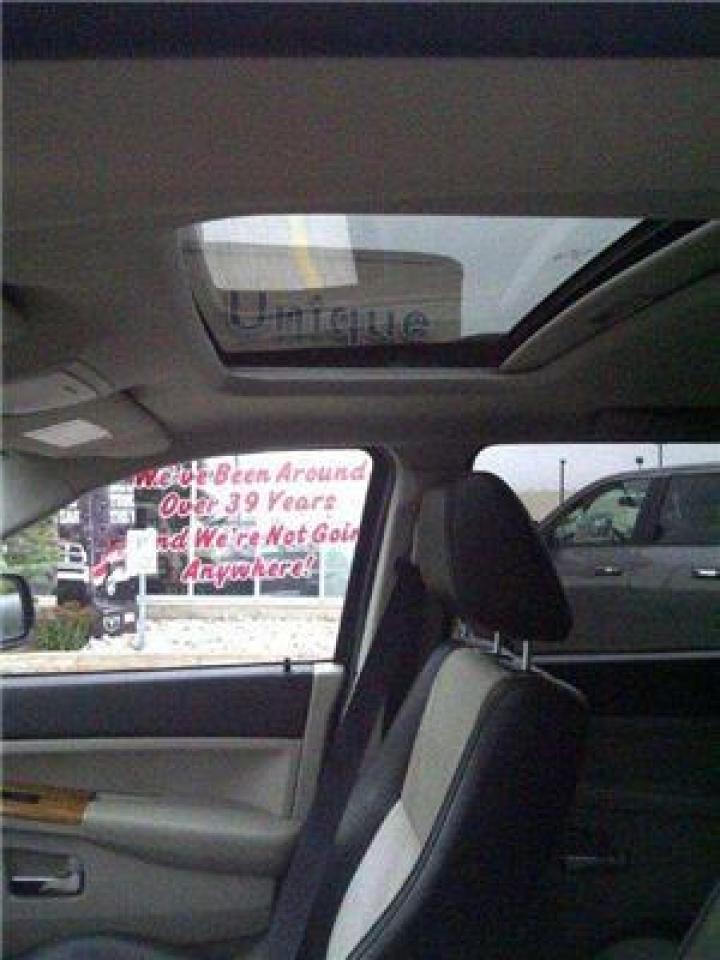 Unique
We've Been Around
Over 39 Years
And We're Not Goin
Anywhere!